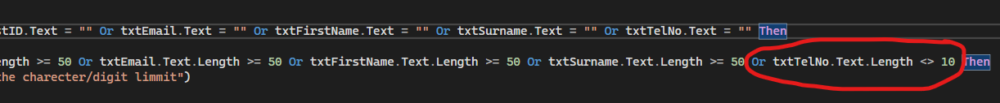 stID.Text = "" Or txtEmail.Text = "" Or txtFirstName.Text = "" Or txtSurname.Text = "" Or txtTelNo.Text = "" Then
ength >= 50 Or txtEmail.Text.Length >= 50 Or txtFirstName.Text.Length >= 50 Or txtSurname.Text.Length >= 50 Or txtTelNo.Text.Length <> 10 Then
the charecter/digit limmit")